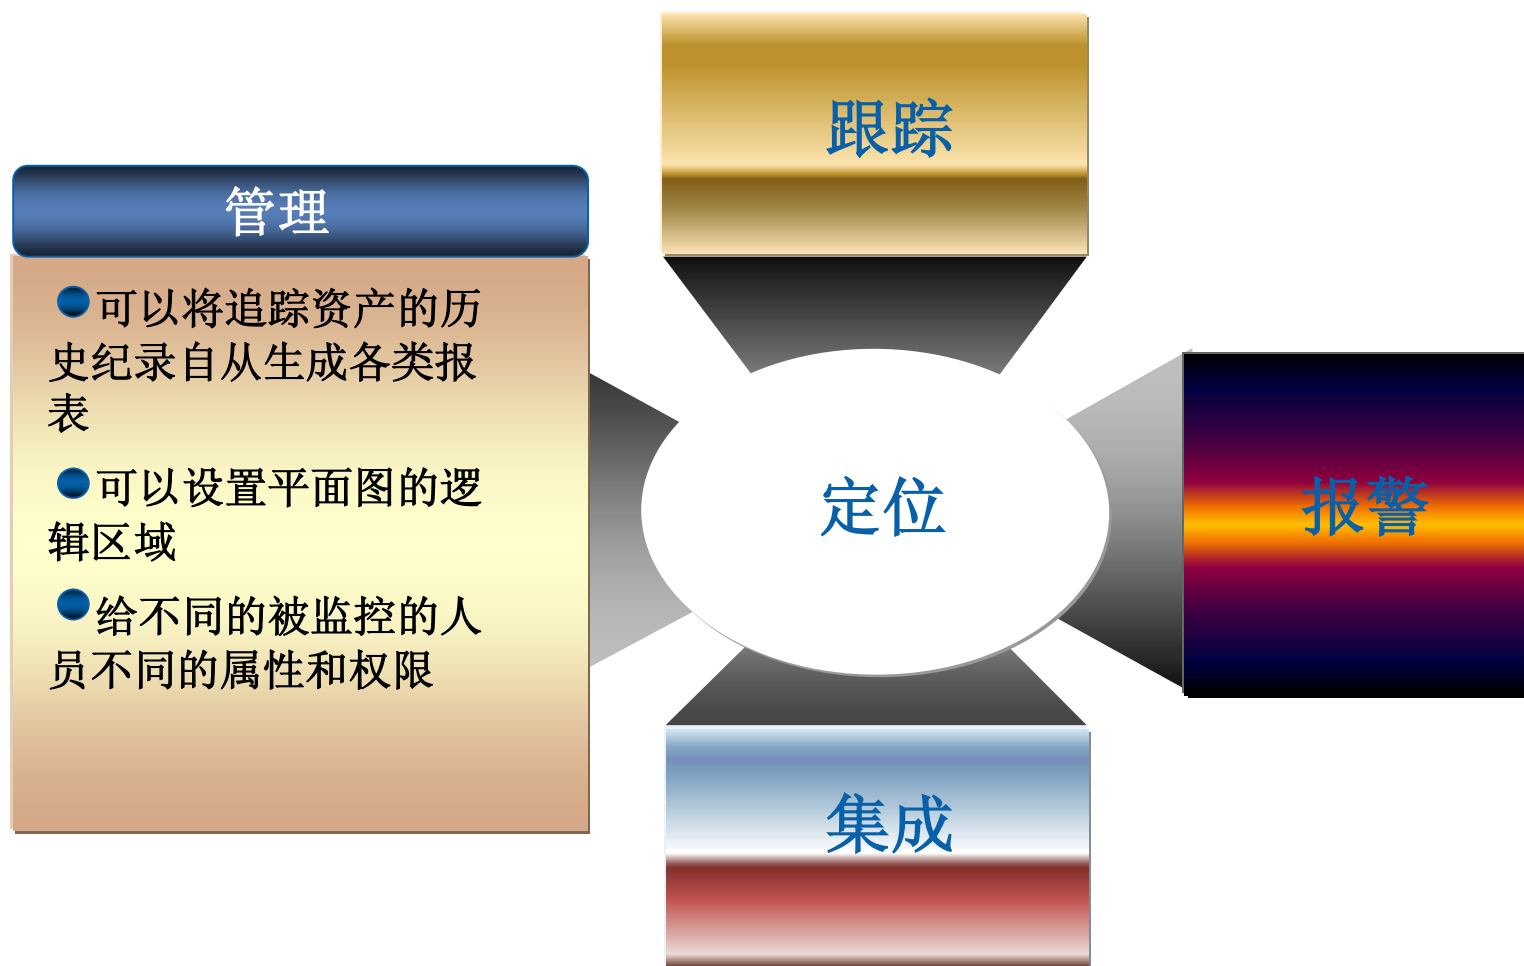 跟踪
管理
可以将追踪资产的历
史纪录自从生成各类报
表
可以设置平面图的逻
辑区域
给不同的被监控的人
员不同的属性和权限
定位
报警
集成